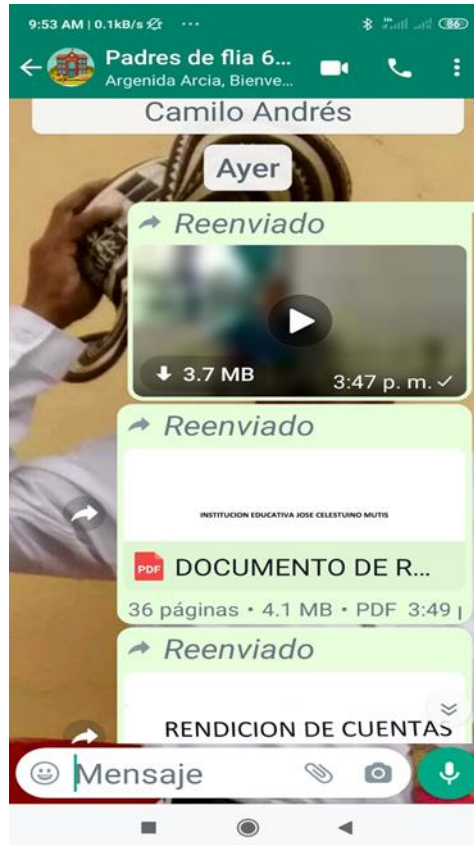 9:53 AM | 0.1kB/s
86
Padres de flia 6...
Argenida Arcia, Bienve...
Camilo Andrés
Ayer
Reenviado
3.7 MB
3:47 p. m.
Reenviado
INSTITUCION EDUCATIVA JOSE CELESTUINO MUTIS
PDF
DOCUMENTO DE R...
36 páginas • 4.1 MB • PDF 3:49
Reenviado
RENDICION DE CUENTAS
Mensaje